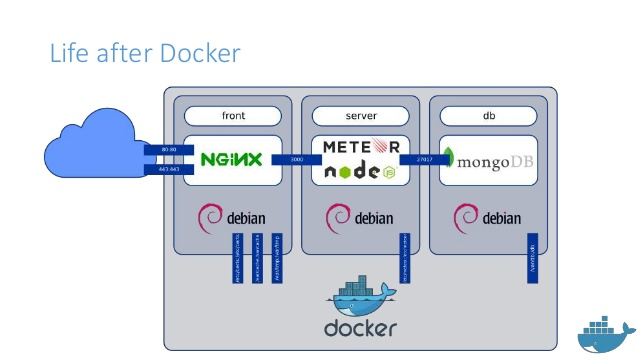 Life after Docker
front
server
db
80:80
443:443
NGiNX
3000
METEOR
node
JS
27017
mongoDB
debian
debian
debian
docker